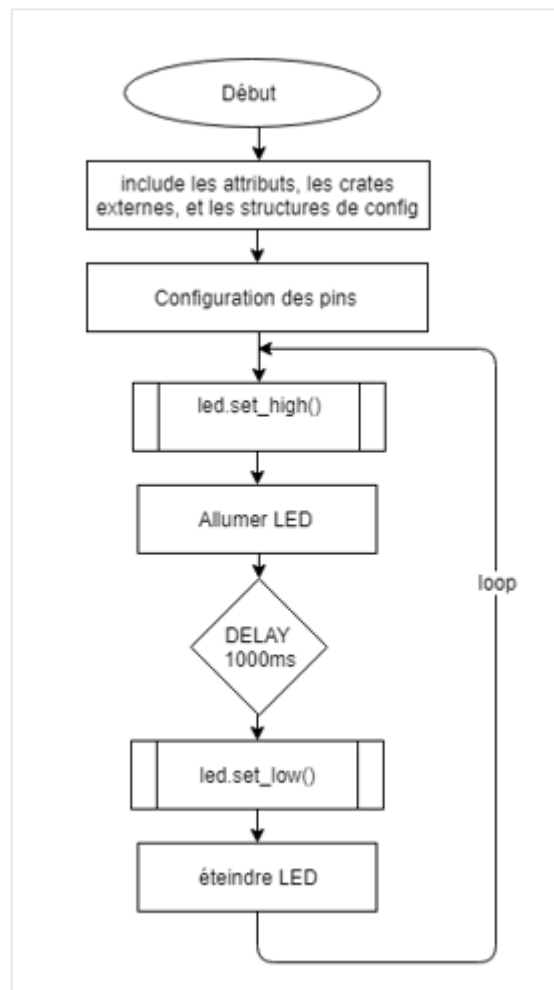 Début
include les attributs, les crates
externes, et les structures de config
Configuration des pins
led.set_high()
Allumer LED
loop
DELAY
1000ms
led.set_low()
éteindre LED